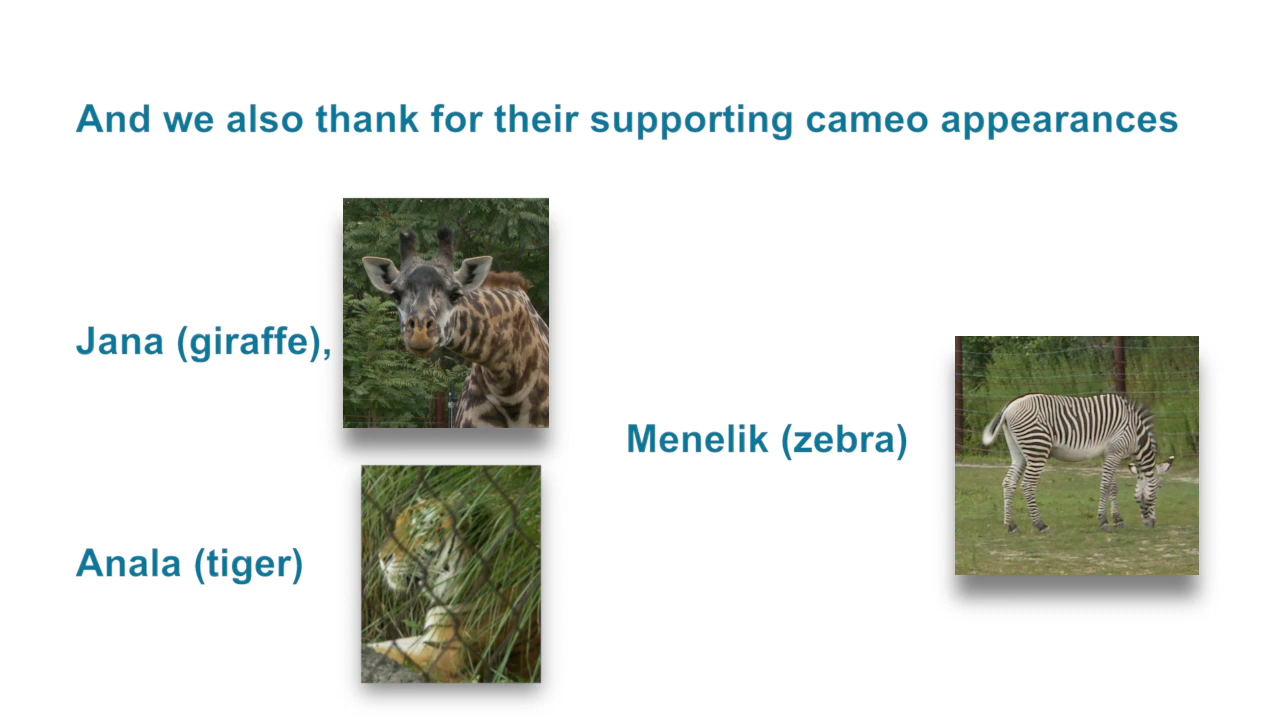 And we also thank for their supporting cameo appearances
Jana (giraffe),
Menelik (zebra)
Anala (tiger)